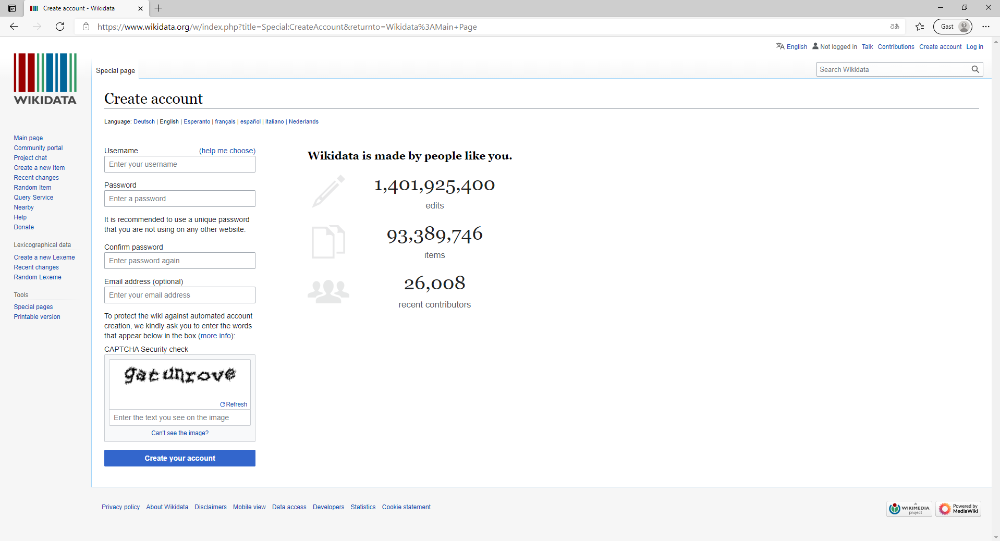 Create account - Wikidata
https://www.wikidata.org/w/index.php?title=Special:CreateAccount&returnto=Wikidata%3AMain+Page
aあ
Gast
English Not logged in Talk Contributions Create account Log in
WIKIDATA
Special page
Search Wikidata
Create account
Language: Deutsch | English | Esperanto | français | español | italiano | Nederlands
Main page
Community portal
Project chat
Create a new Item
Recent changes
Random Item
Query Service
Nearby
Help
Donate
Lexicographical data
Create a new Lexeme
Recent changes
Random Lexeme
Tools
Special pages
Printable version
Username (help me choose)
Enter your username
Password
Enter a password
It is recommended to use a unique password
that you are not using on any other website.
Confirm password
Enter password again
Email address (optional)
Enter your email address
To protect the wiki against automated account
creation, we kindly ask you to enter the words
that appear below in the box (more info):
CAPTCHA Security check
gatunrove
Refresh
Enter the text you see on the image
Can't see the image?
Create your account
Wikidata is made by people like you.
1,401,925,400
edits
93,389,746
items
26,008
recent contributors
Privacy policy About Wikidata Disclaimers Mobile view Data access Developers Statistics Cookie statement
a
WIKIMEDIA
project
Powered by
MediaWiki